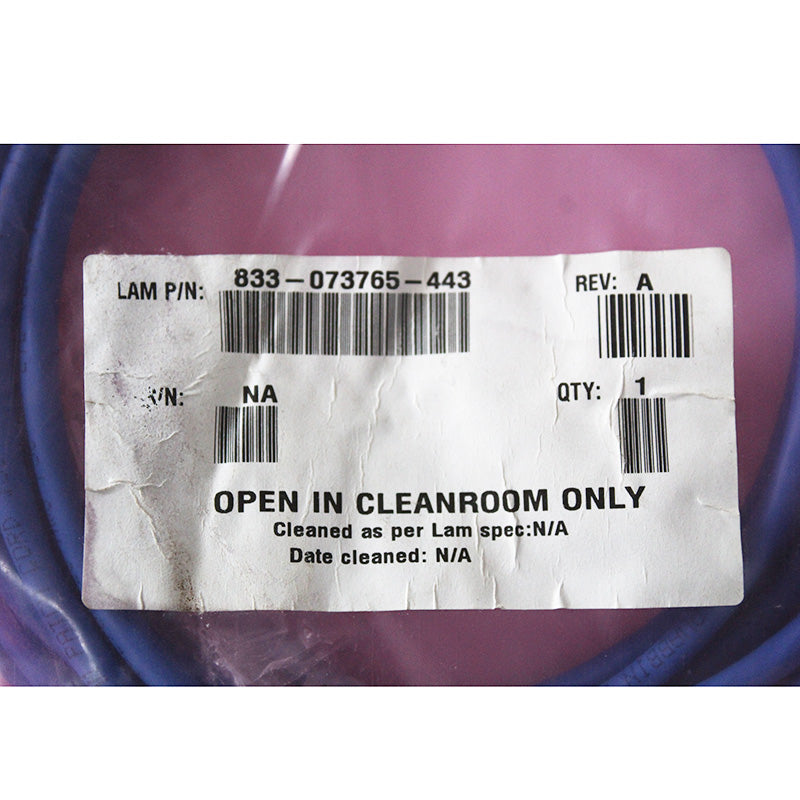 LAM P/N: 833-073765-443 REV: A
/N: NA QTY: 1
OPEN IN CLEANROOM ONLY
Cleaned as per Lam spec:N/A
Date cleaned: N/A